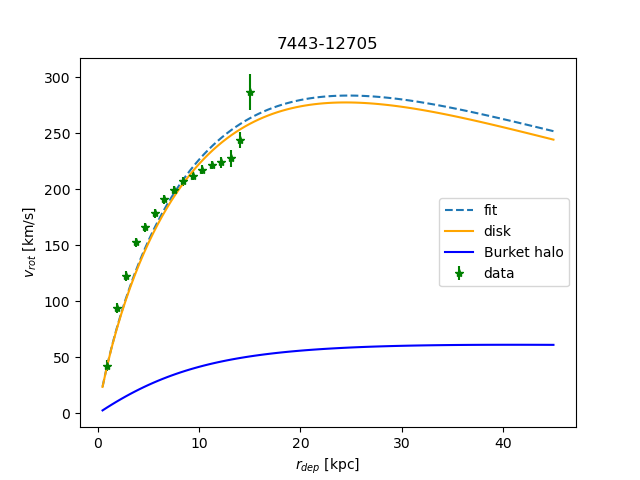 7443-12705
300
250
200
150
100
50
0
v_rot [km/s]
fit
disk
Burket halo
data
0 10 20 30 40
r_dep [kpc]